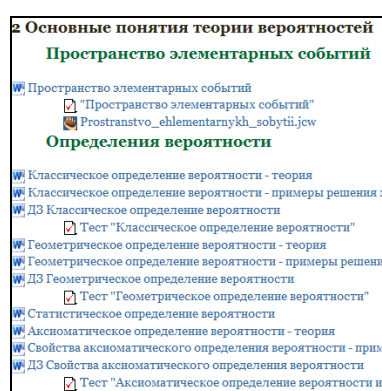 2 Основные понятия теории вероятностей
Пространство элементарных событий
Пространство элементарных событий
"Пространство элементарных событий"
Prostranstvo_ehlementarnykh_sobytii.jcw
Определения вероятности
Классическое определение вероятности - теория
Классическое определение вероятности - примеры решения
ДЗ Классическое определение вероятности
Тест "Классическое определение вероятности"
Геометрическое определение вероятности - теория
Геометрическое определение вероятности - примеры
ДЗ Геометрическое определение вероятности
Тест "Геометрическое определение вероятности"
Статистическое определение вероятности
Аксиоматическое определение вероятности - теория
Свойства аксиоматического определения вероятности -
ДЗ Свойства аксиоматического определения вероятности
Тест "Аксиоматическое определение вероятности и